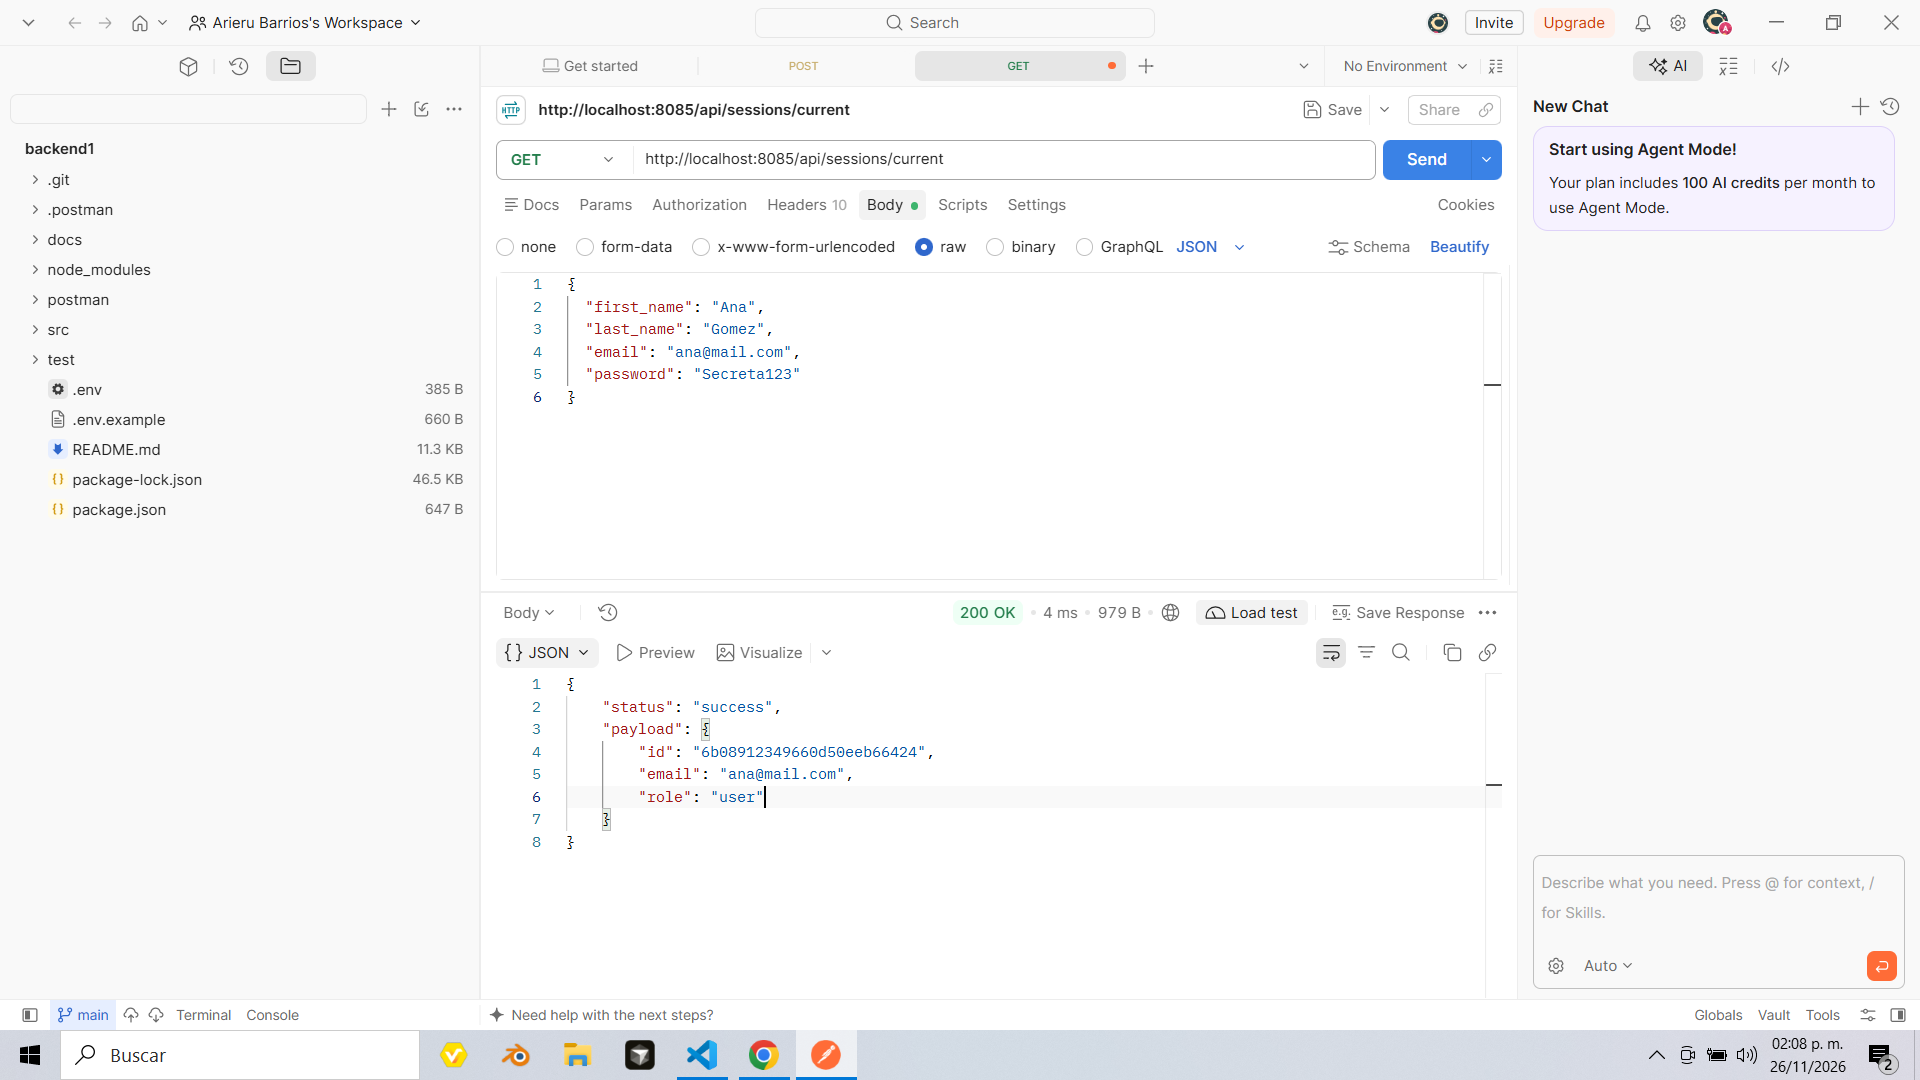 Arieru Barrios's Workspace
Search
Invite
Upgrade
A
Get started
POST
GET
No Environment
AI
HTTP
http://localhost:8085/api/sessions/current
Save
Share
New Chat
Start using Agent Mode!
Your plan includes 100 AI credits per month to
use Agent Mode.
backend1
.git
.postman
docs
node_modules
postman
src
test
.env 385 B
.env.example 660 B
README.md 11.3 KB
package-lock.json 46.5 KB
package.json 647 B
GET
http://localhost:8085/api/sessions/current
Send
Docs Params Authorization Headers 10 Body Scripts Settings Cookies
none form-data x-www-form-urlencoded raw binary GraphQL JSON Schema Beautify
1 {
2 "first_name": "Ana",
3 "last_name": "Gomez",
4 "email": "ana@mail.com",
5 "password": "Secreta123"
6 }
Body 200 OK 4 ms 979 B Load test e.g. Save Response
{} JSON Preview Visualize
1 {
2 "status": "success",
3 "payload": {
4 "id": "6b08912349660d50eeb66424",
5 "email": "ana@mail.com",
6 "role": "user"
7 }
8 }
Describe what you need. Press @ for context, /
for Skills.
Auto
main Terminal Console
Need help with the next steps?
Globals Vault Tools
Buscar
02:08 p. m.
26/11/2026
2